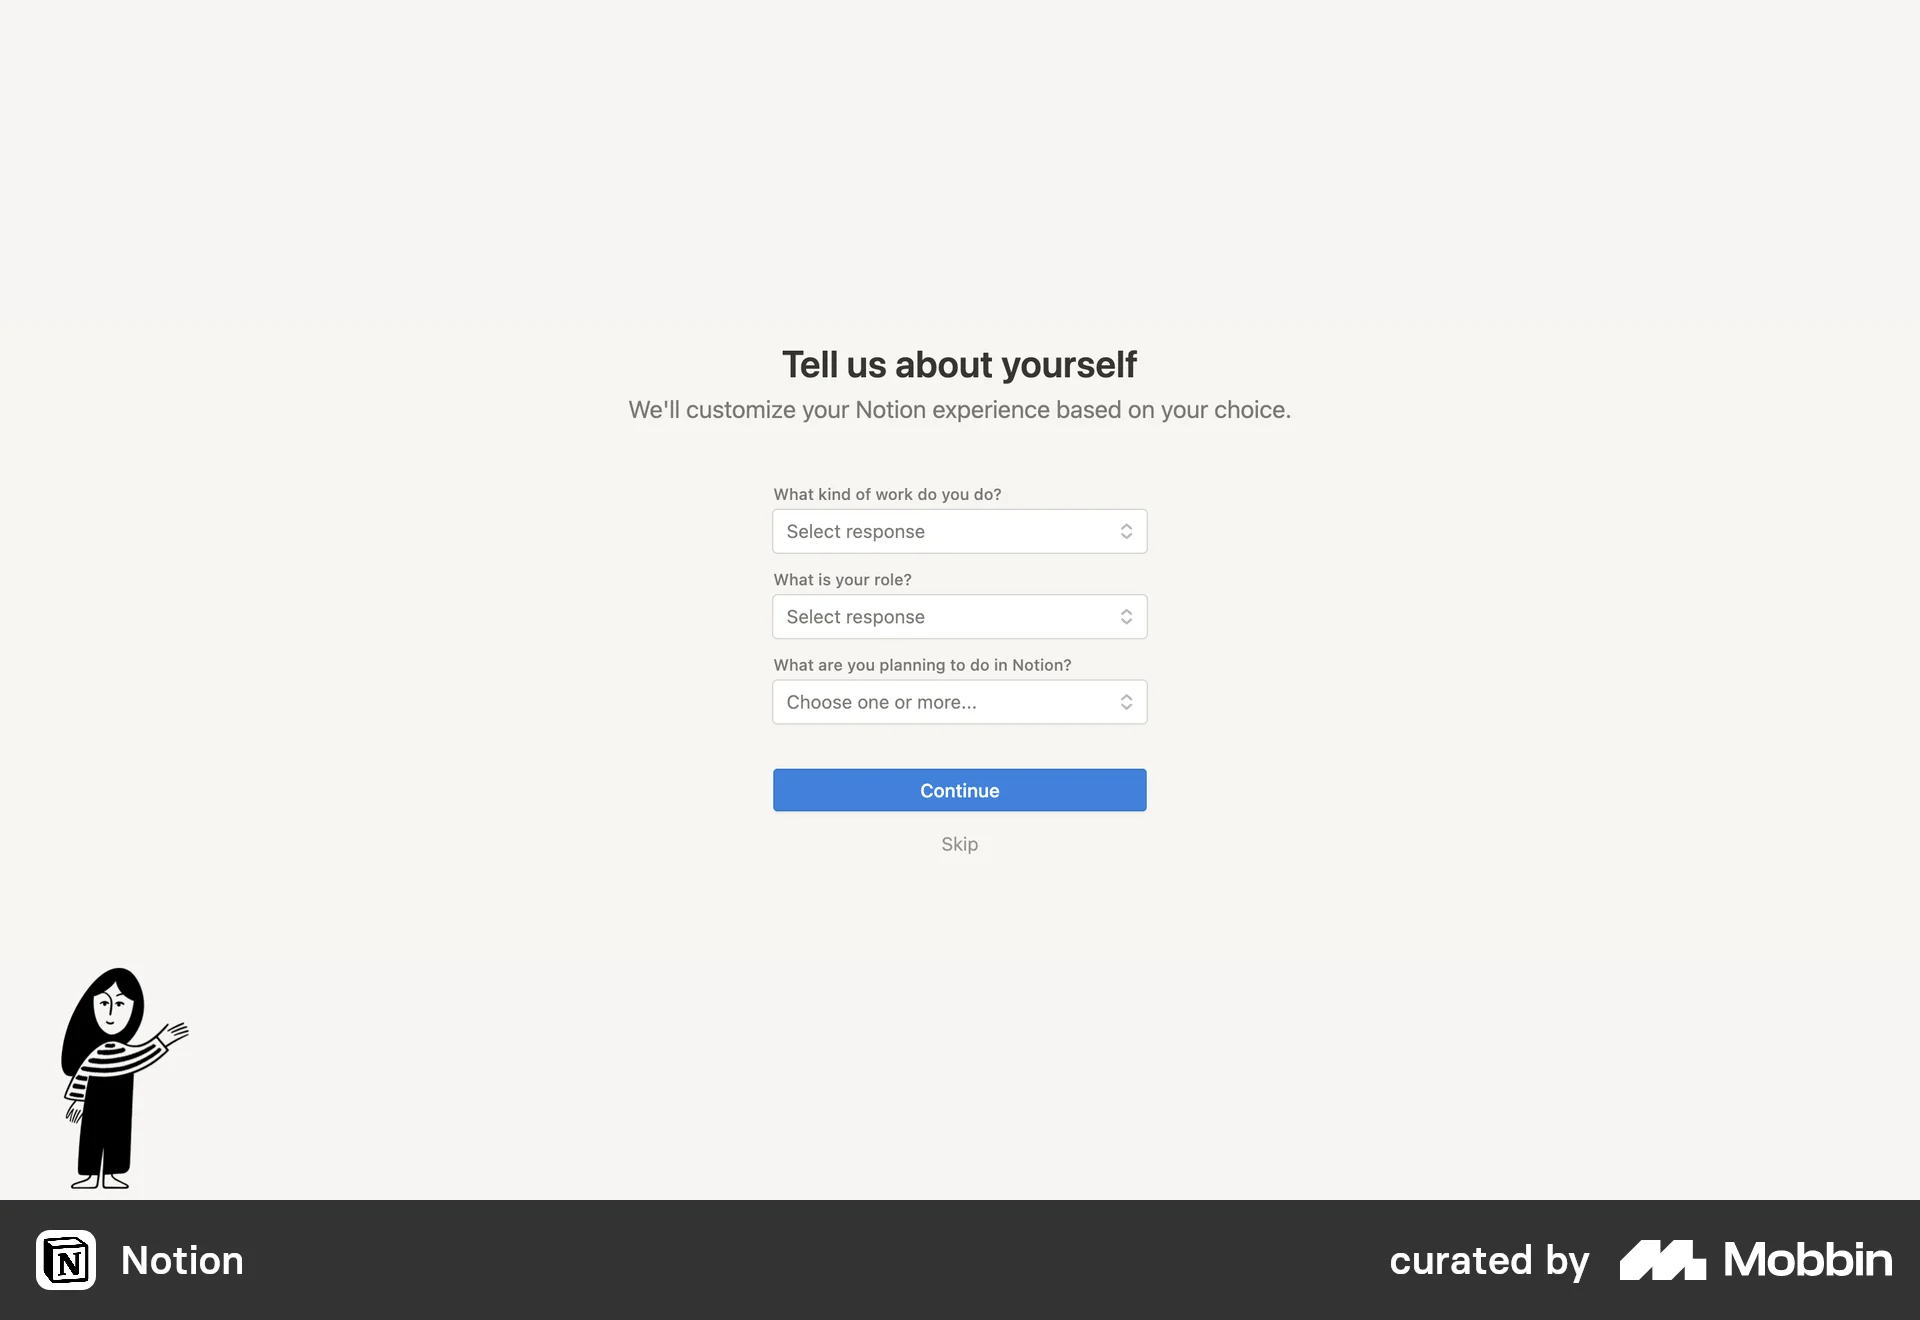 Tell us about yourself
We'll customize your Notion experience based on your choice.
What kind of work do you do?
Select response
What is your role?
Select response
What are you planning to do in Notion?
Choose one or more...
Continue
Skip
N Notion
curated by Mobbin